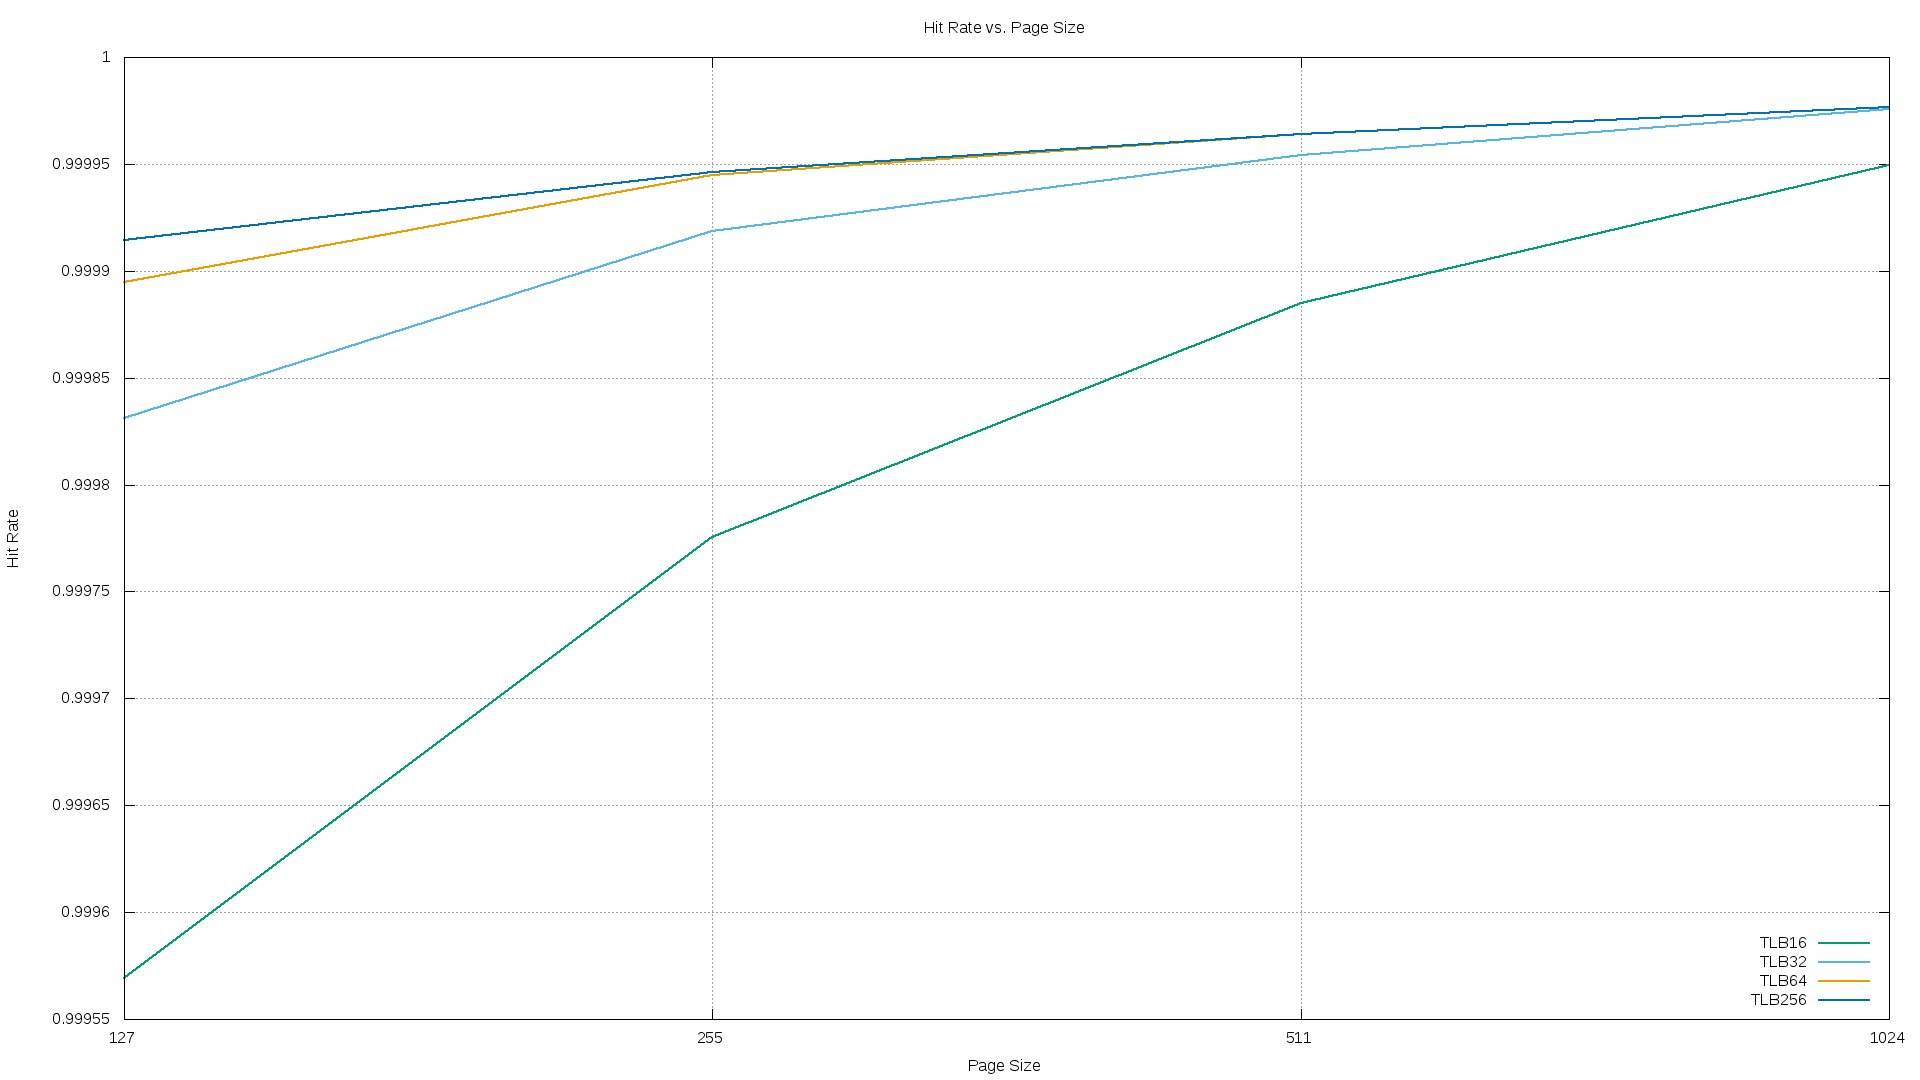 Hit Rate vs. Page Size
1
0.99995
0.9999
0.99985
0.9998
0.99975
0.9997
0.99965
0.9996
0.99955
Hit Rate
TLB16
TLB32
TLB64
TLB256
127 255 511 1024
Page Size